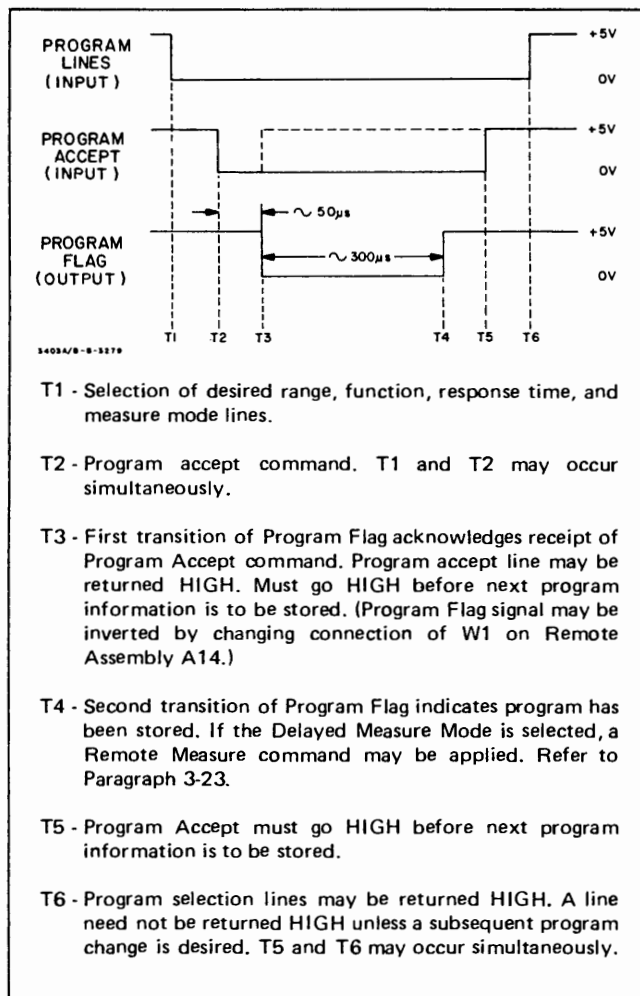 PROGRAM
LINES
(INPUT)
+5V
0V
PROGRAM
ACCEPT
(INPUT)
+5V
0V
∼ 50µs
PROGRAM
FLAG
(OUTPUT)
∼ 300µs
+5V
0V
T1 T2 T3 T4 T5 T6
3403A/B-B-3279
T1 - Selection of desired range, function, response time, and
measure mode lines.
T2 - Program accept command. T1 and T2 may occur
simultaneously.
T3 - First transition of Program Flag acknowledges receipt of
Program Accept command. Program accept line may be
returned HIGH. Must go HIGH before next program
information is to be stored. (Program Flag signal may be
inverted by changing connection of W1 on Remote
Assembly A14.)
T4 - Second transition of Program Flag indicates program has
been stored. If the Delayed Measure Mode is selected, a
Remote Measure command may be applied. Refer to
Paragraph 3-23.
T5 - Program Accept must go HIGH before next program
information is to be stored.
T6 - Program selection lines may be returned HIGH. A line
need not be returned HIGH unless a subsequent program
change is desired. T5 and T6 may occur simultaneously.